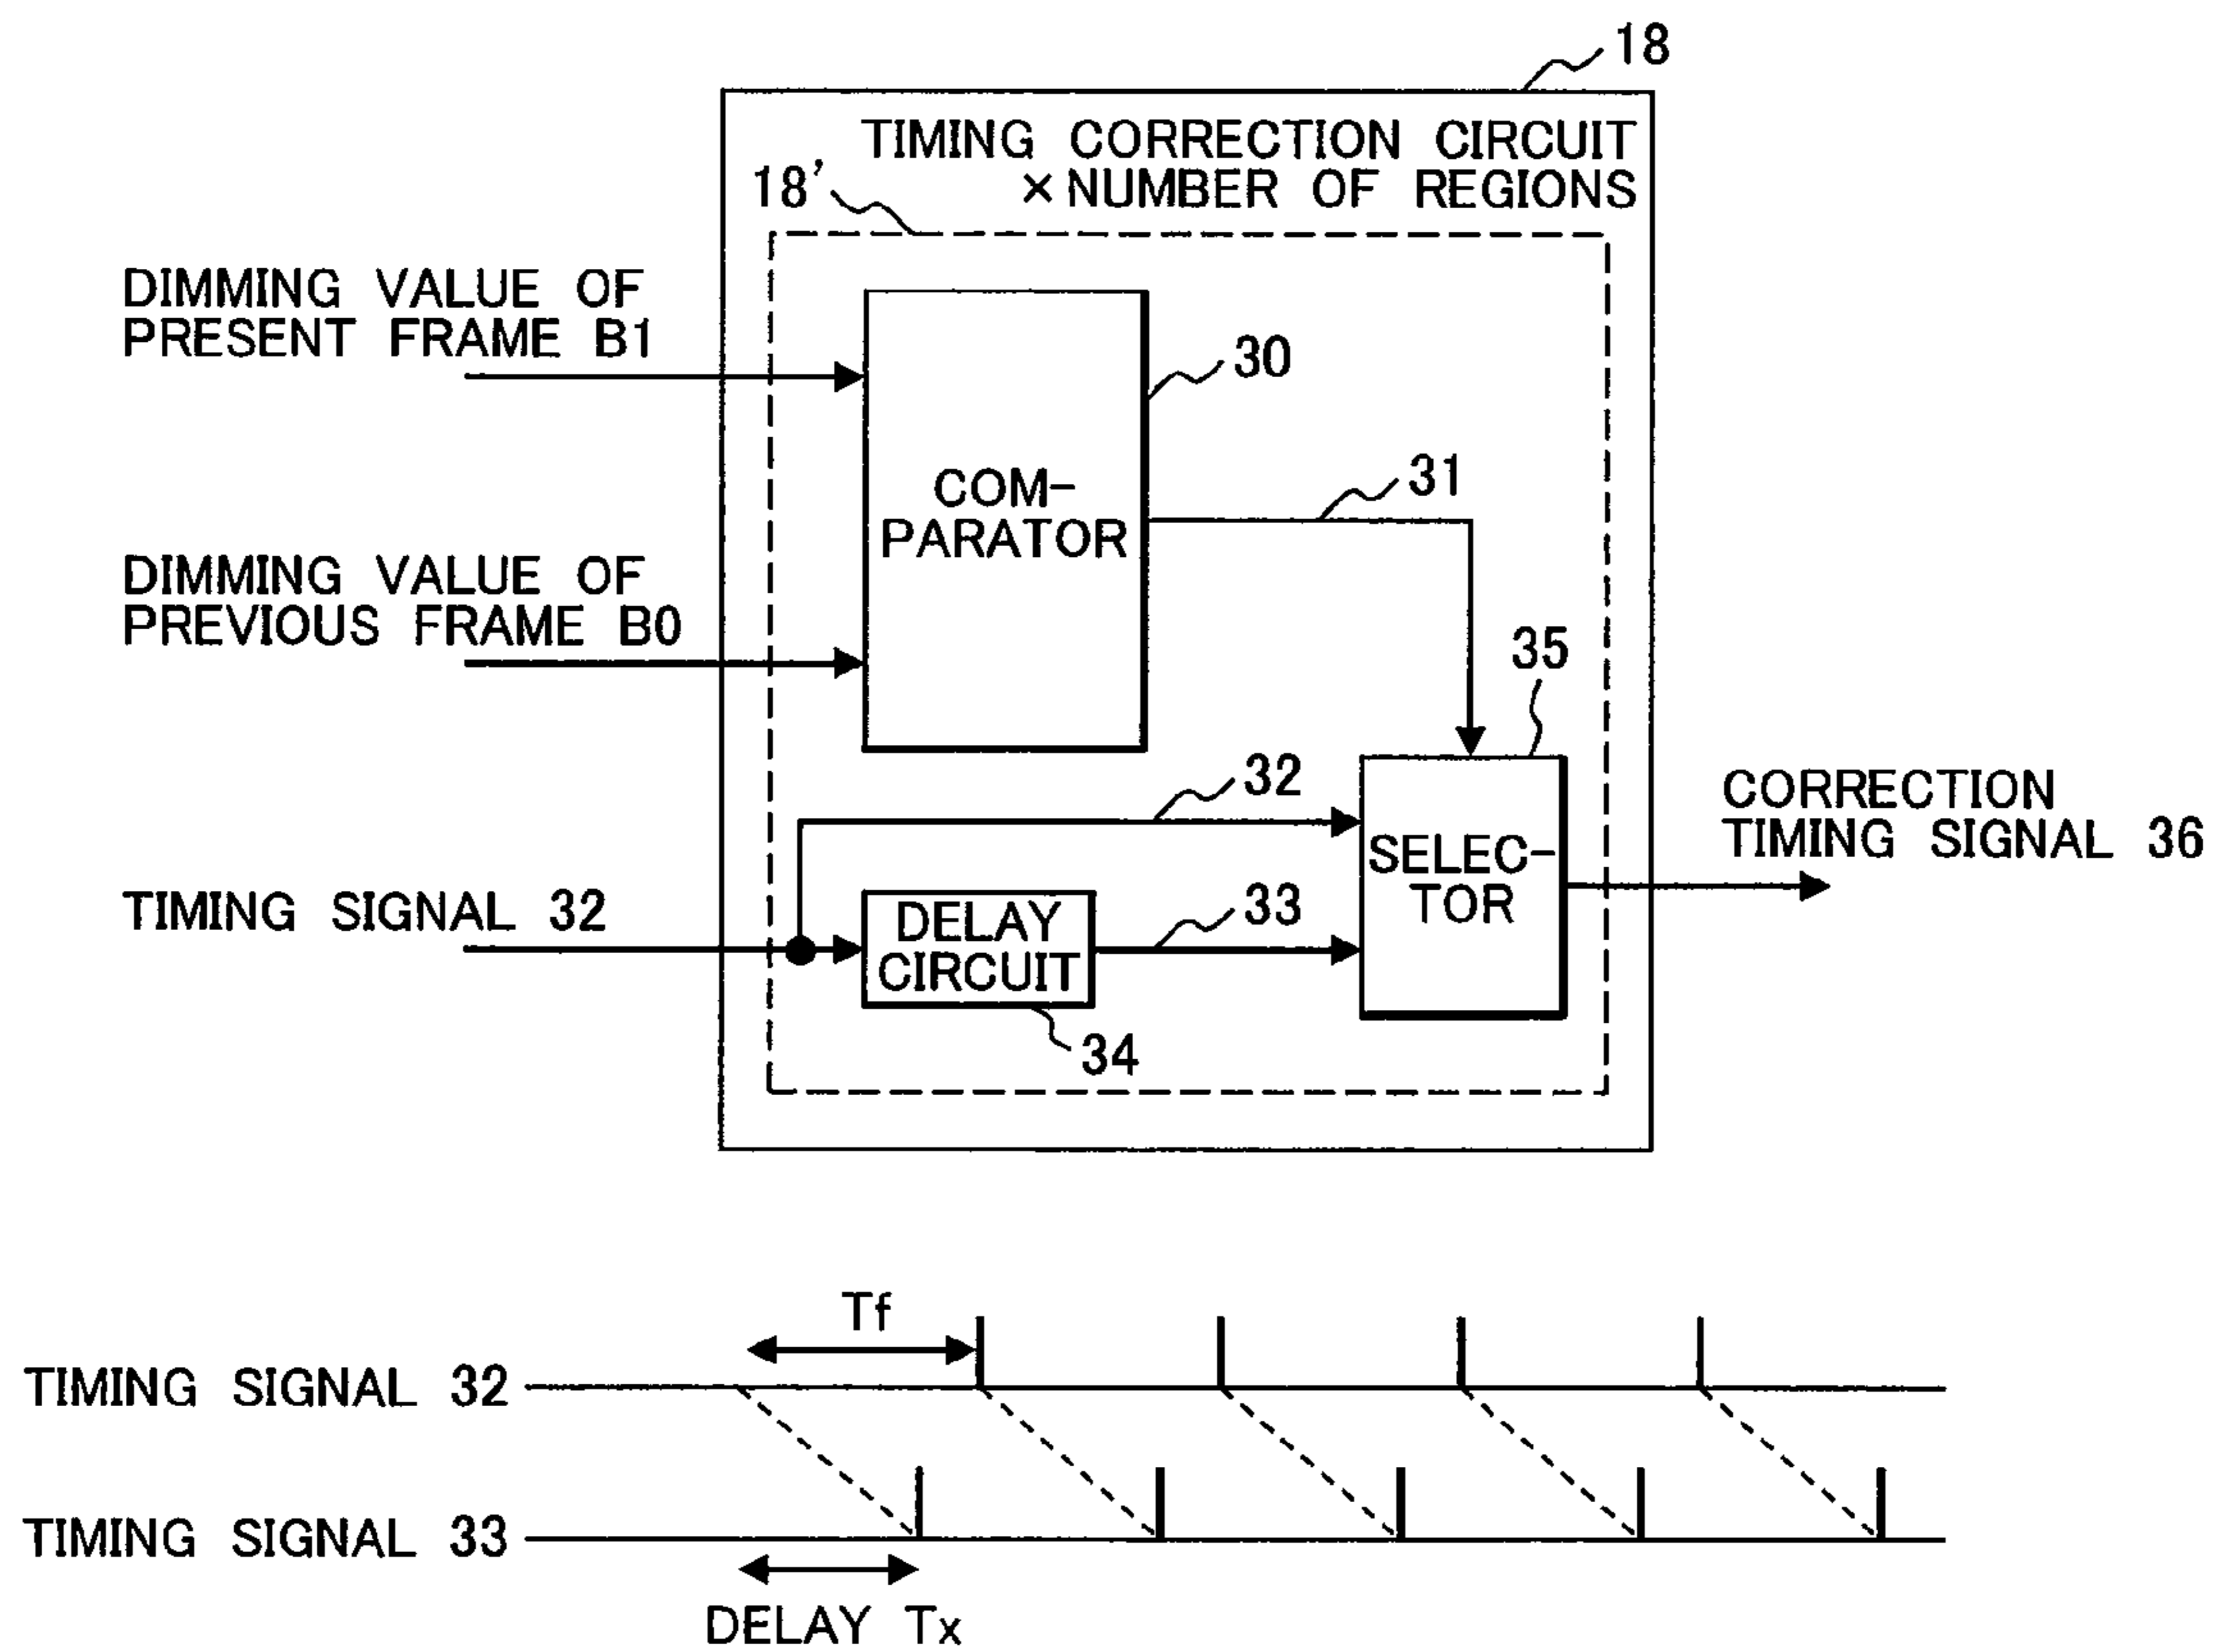 18
TIMING CORRECTION CIRCUIT
× NUMBER OF REGIONS
18'
DIMMING VALUE OF
PRESENT FRAME B1
30
COM-
PARATOR
31
DIMMING VALUE OF
PREVIOUS FRAME B0
35
32
CORRECTION
TIMING SIGNAL 36
SELEC-
TOR
TIMING SIGNAL 32
DELAY
CIRCUIT
33
34
Tf
TIMING SIGNAL 32
TIMING SIGNAL 33
DELAY Tx